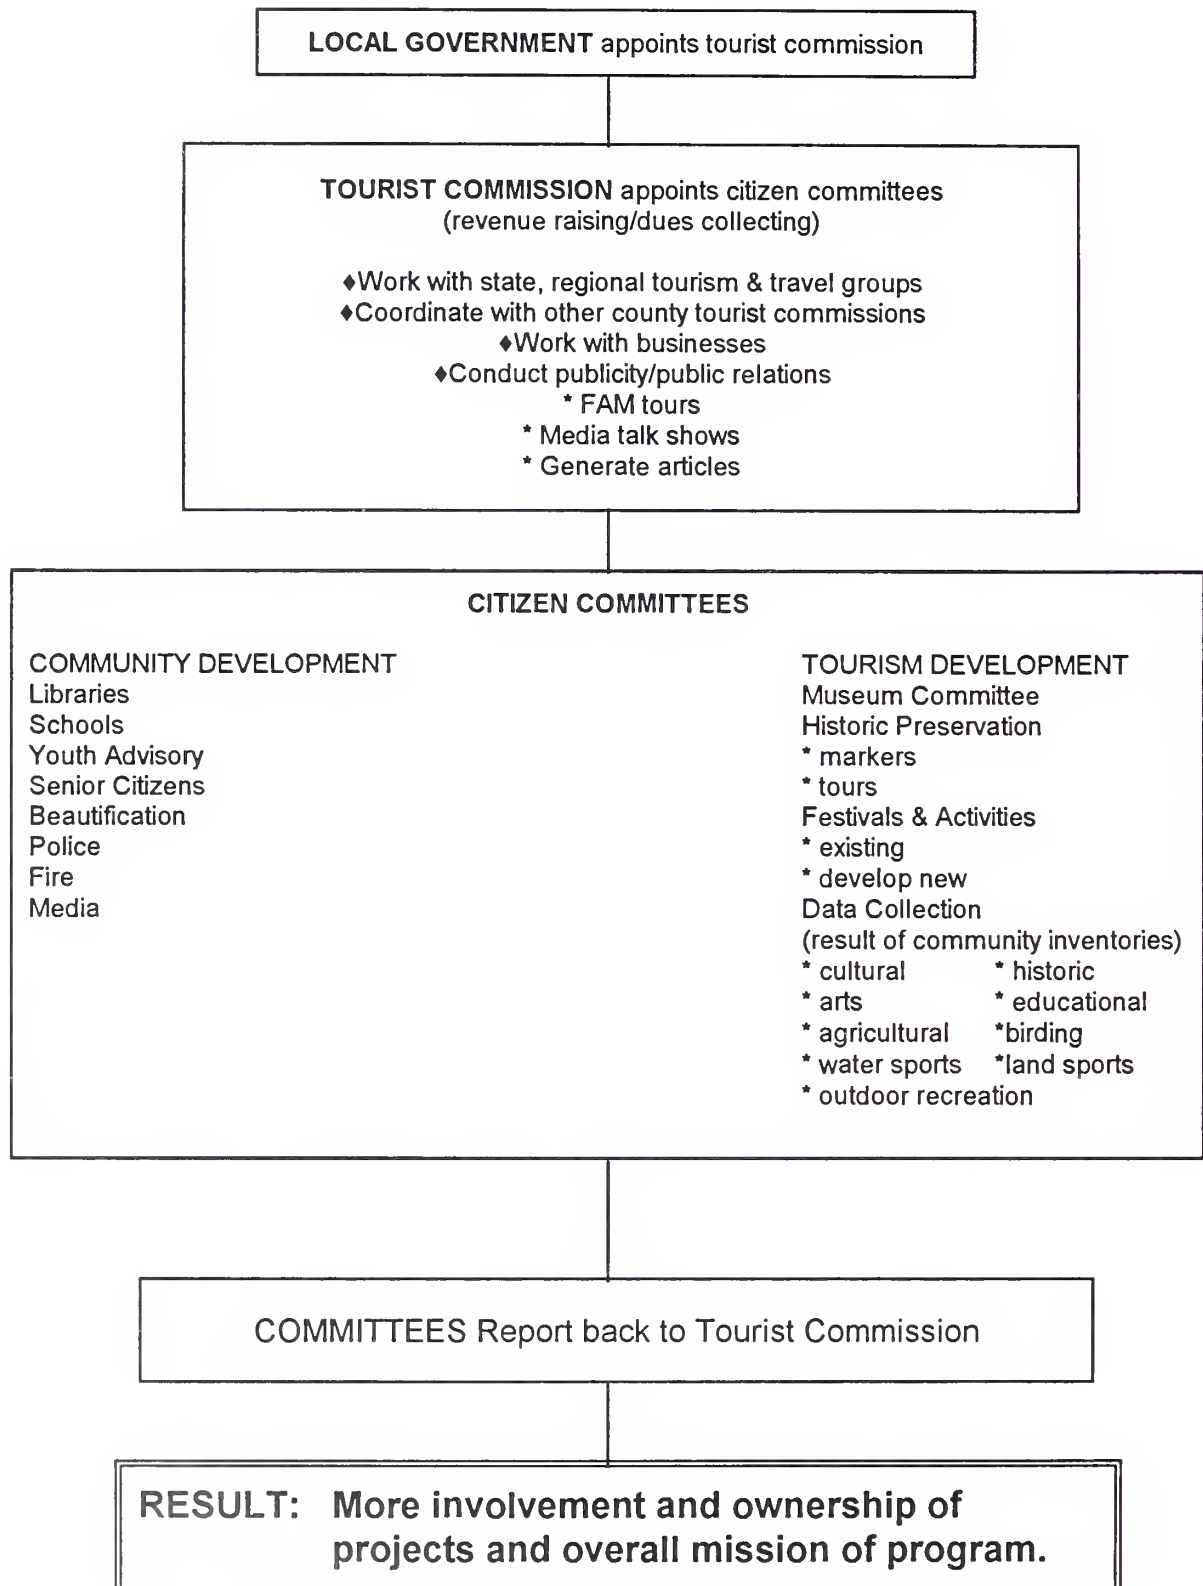 LOCAL GOVERNMENT appoints tourist commission
TOURIST COMMISSION appoints citizen committees
(revenue raising/dues collecting)
♦Work with state, regional tourism & travel groups
♦Coordinate with other county tourist commissions
♦Work with businesses
♦Conduct publicity/public relations
* FAM tours
* Media talk shows
* Generate articles
CITIZEN COMMITTEES
COMMUNITY DEVELOPMENT
Libraries
Schools
Youth Advisory
Senior Citizens
Beautification
Police
Fire
Media
TOURISM DEVELOPMENT
Museum Committee
Historic Preservation
* markers
* tours
Festivals & Activities
* existing
* develop new
Data Collection
(result of community inventories)
* cultural * historic
* arts * educational
* agricultural *birding
* water sports *land sports
* outdoor recreation
COMMITTEES Report back to Tourist Commission
RESULT: More involvement and ownership of
projects and overall mission of program.